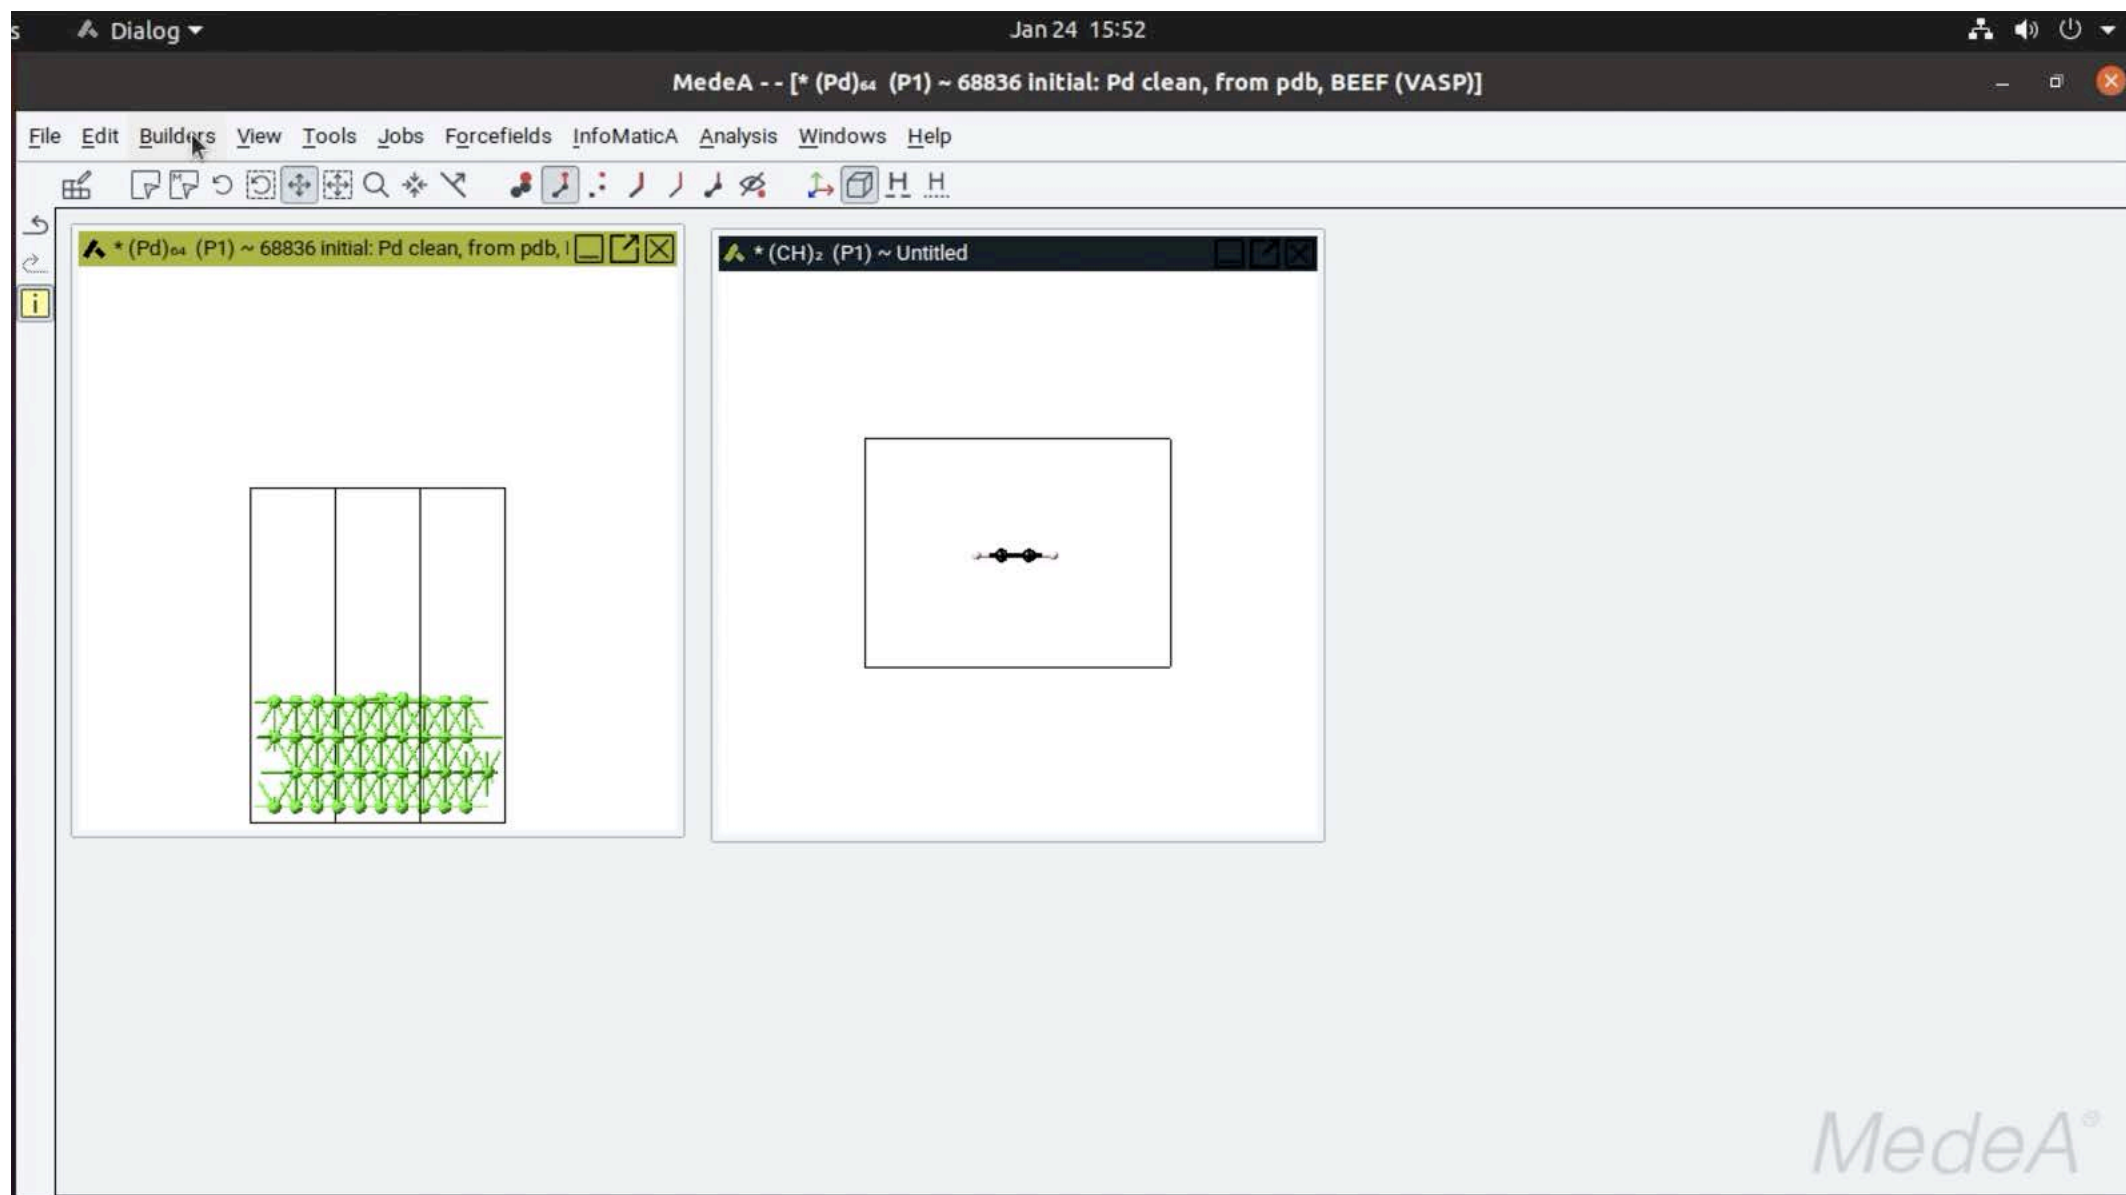 s Dialog Jan 24 15:52
MedeA - - [* (Pd)₆₄ (P1) ~ 68836 initial: Pd clean, from pdb, BEEF (VASP)]
File Edit Builders View Tools Jobs Forcefields InfoMaticA Analysis Windows Help
M H H
i
* (Pd)₆₄ (P1) ~ 68836 initial: Pd clean, from pdb, I
* (CH)₂ (P1) ~ Untitled
MedeA®